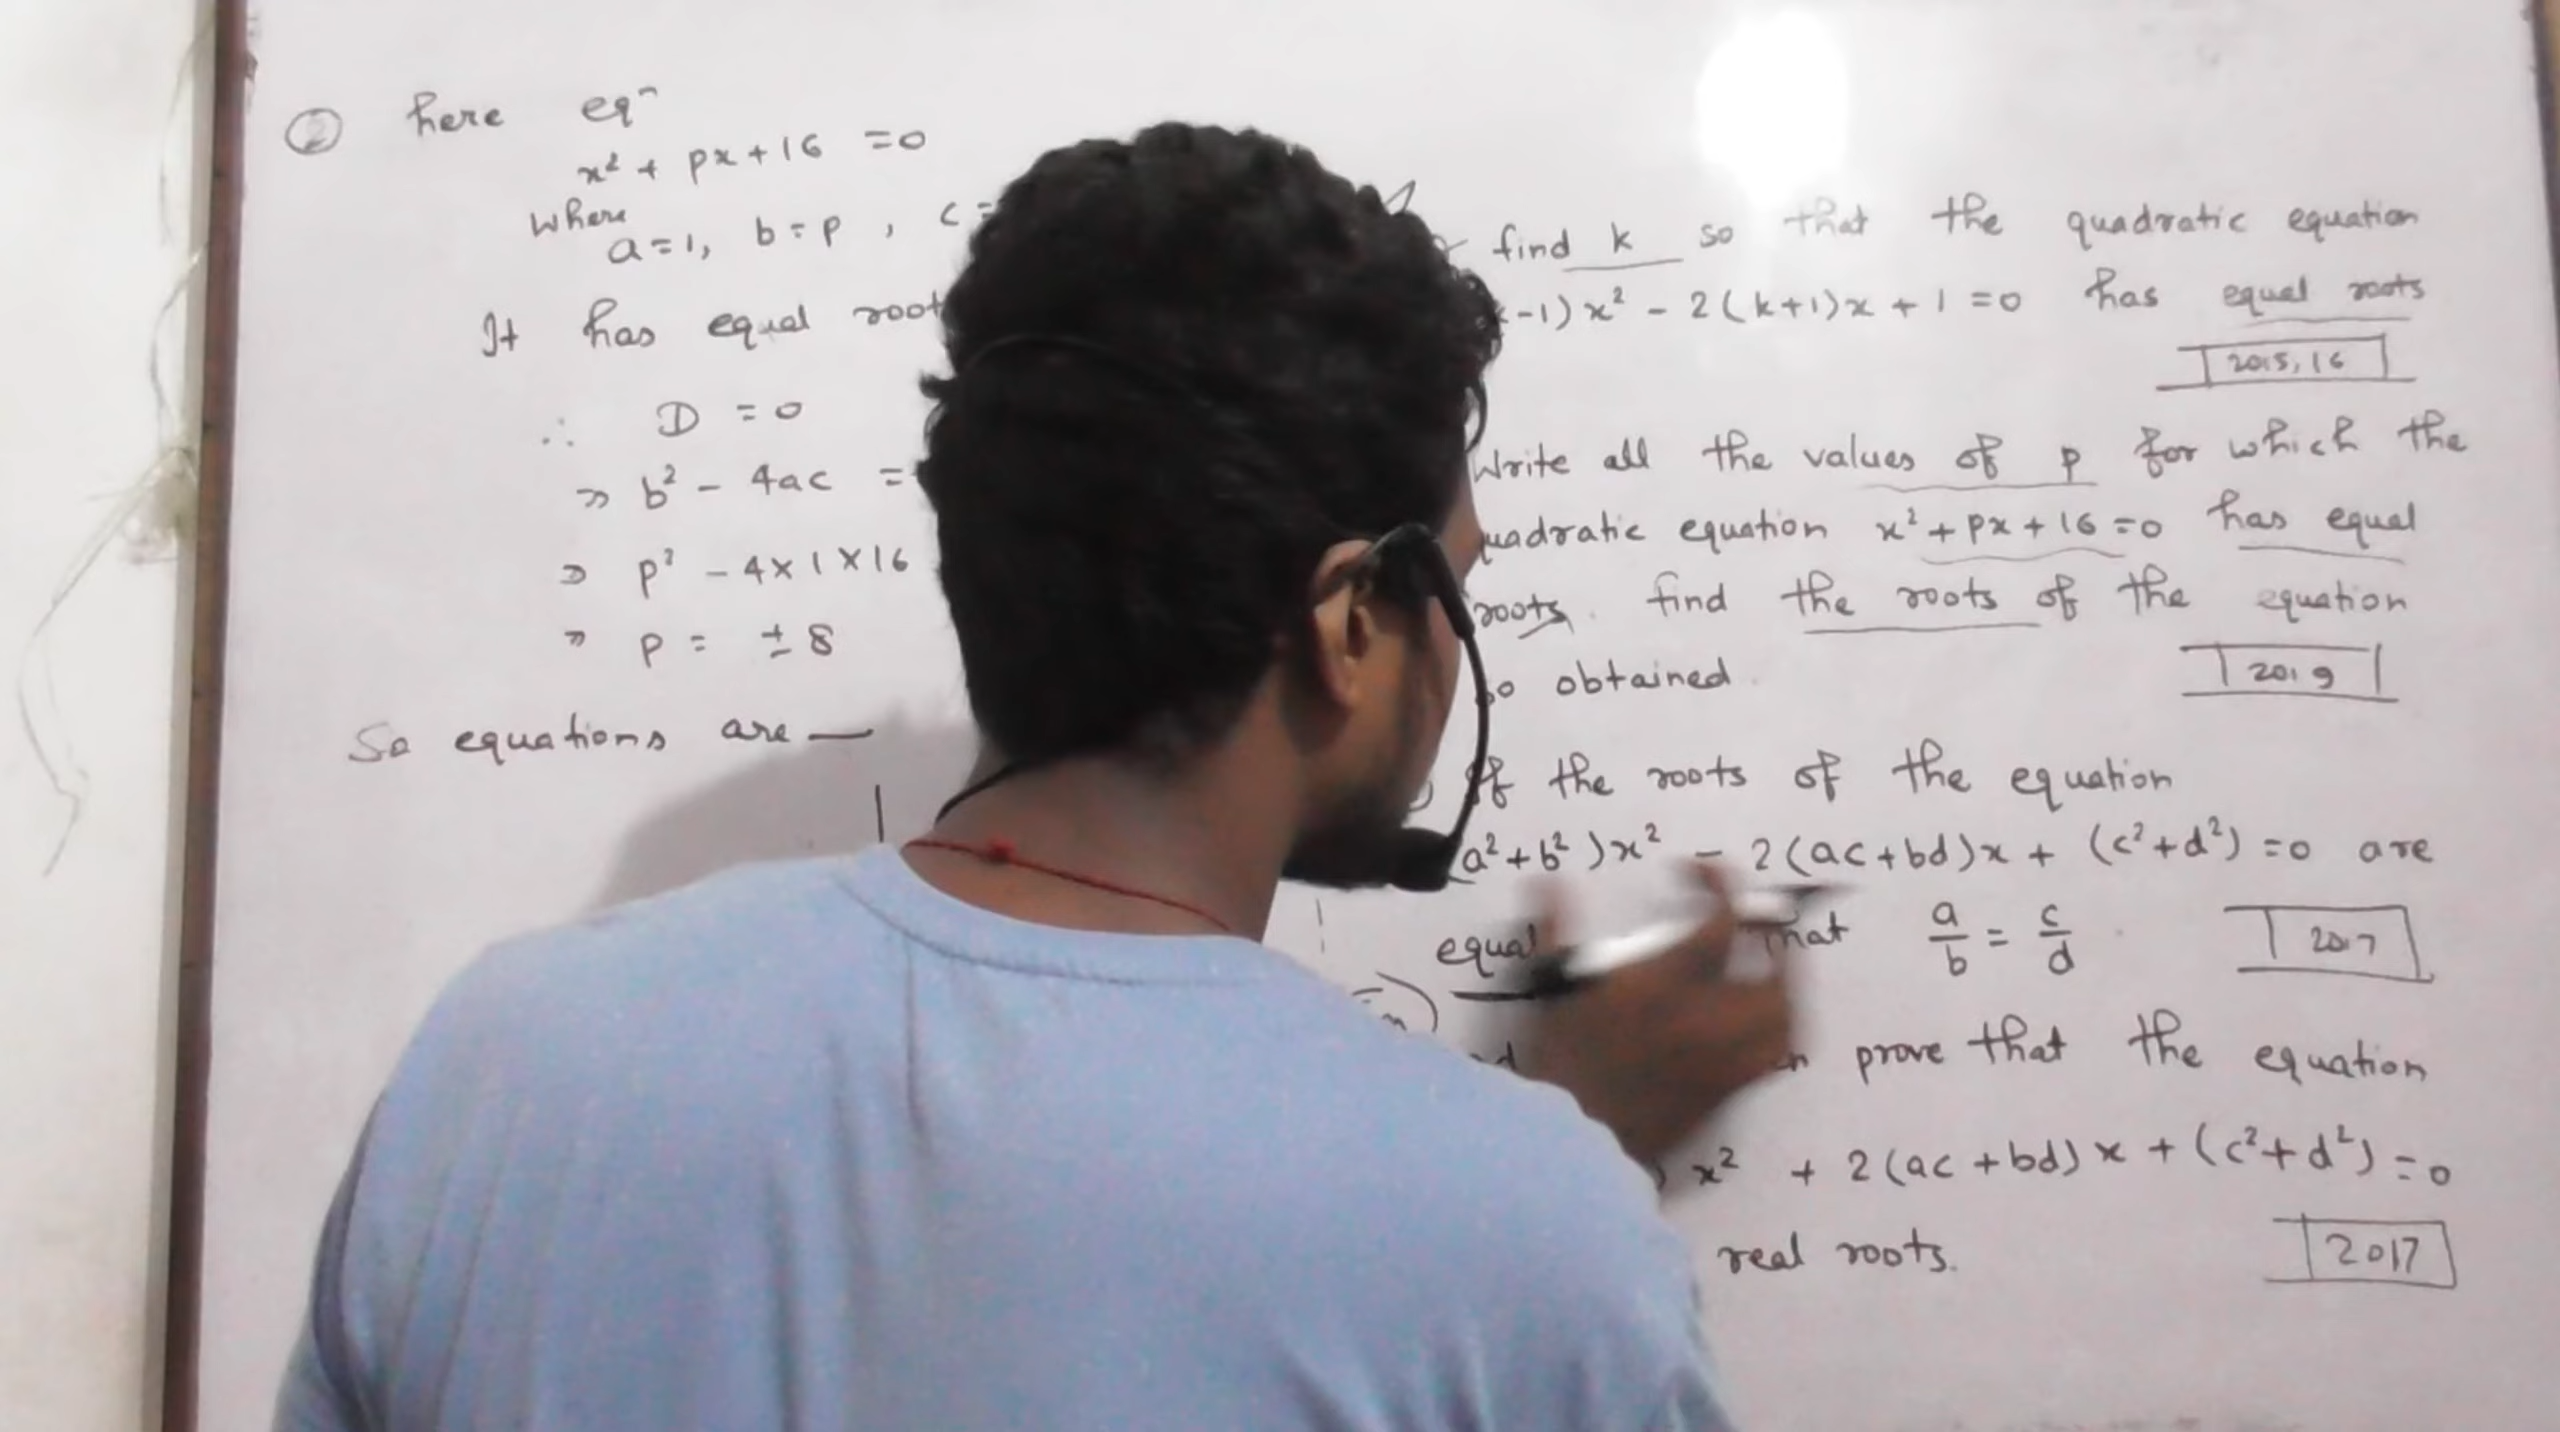 ② here eqⁿ
x² + px + 16 = 0
where
a = 1, b = p , c =
It has equal root
∴ D = 0
⇒ b² - 4ac =
⇒ p² - 4 × 1 × 16
⇒ p = ± 8
So equations are —
find k so that the quadratic equation
k-1) x² - 2(k+1)x + 1 = 0 has equal roots
2015, 16
Write all the values of p for which the
quadratic equation x² + px + 16 = 0 has equal
roots. find the roots of the equation
so obtained.
2019
If the roots of the equation
(a² + b²)x² - 2(ac + bd)x + (c² + d²) = 0 are
equal that a/b = c/d
2017
prove that the equation
) x² + 2(ac + bd) x + (c² + d²) = 0
real roots.
2017